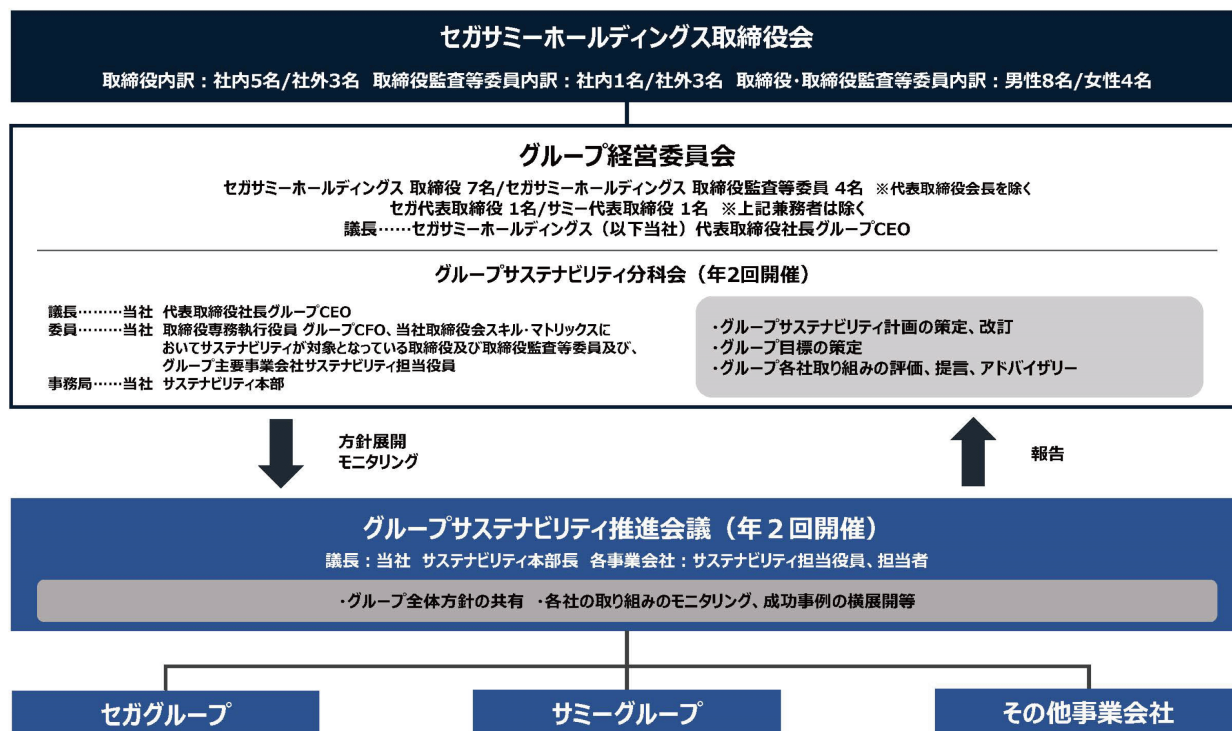 セガサミーホールディングス取締役会
取締役内訳：社内5名/社外3名 取締役監査等委員内訳：社内1名/社外3名 取締役・取締役監査等委員内訳：男性8名/女性4名
グループ経営委員会
セガサミーホールディングス 取締役 7名/セガサミーホールディングス 取締役監査等委員 4名 ※代表取締役会長を除く
セガ代表取締役 1名/サミー代表取締役 1名 ※上記兼務者は除く
議長……セガサミーホールディングス（以下当社）代表取締役社長グループCEO
グループサステナビリティ分科会（年2回開催）
議長………当社 代表取締役社長グループCEO
委員………当社 取締役専務執行役員 グループCFO、当社取締役会スキル・マトリックスに
おいてサステナビリティが対象となっている取締役及び取締役監査等委員及び、
グループ主要事業会社サステナビリティ担当役員
事務局……当社 サステナビリティ本部
・グループサステナビリティ計画の策定、改訂
・グループ目標の策定
・グループ各社取り組みの評価、提言、アドバイザリー
方針展開
モニタリング
報告
グループサステナビリティ推進会議（年２回開催）
議長：当社 サステナビリティ本部長 各事業会社：サステナビリティ担当役員、担当者
・グループ全体方針の共有 ・各社の取り組みのモニタリング、成功事例の横展開等
セガグループ
サミーグループ
その他事業会社